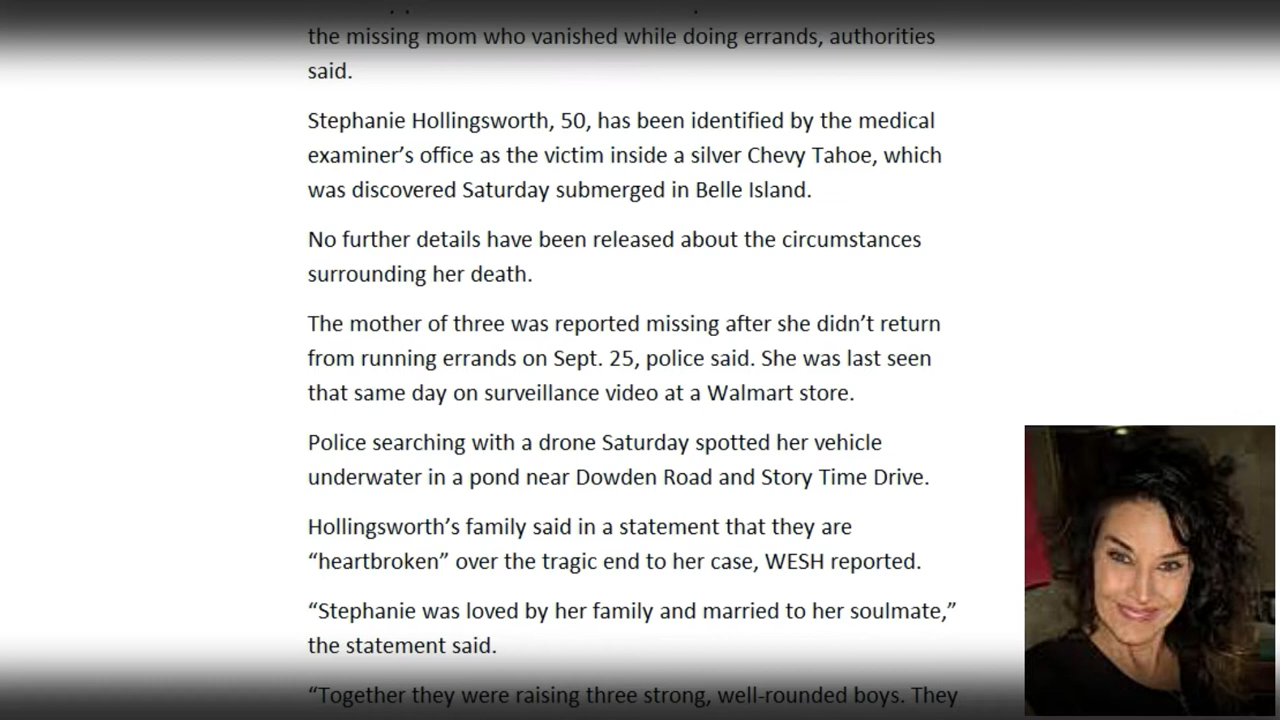 the missing mom who vanished while doing errands, authorities
said.
Stephanie Hollingsworth, 50, has been identified by the medical
examiner’s office as the victim inside a silver Chevy Tahoe, which
was discovered Saturday submerged in Belle Island.
No further details have been released about the circumstances
surrounding her death.
The mother of three was reported missing after she didn’t return
from running errands on Sept. 25, police said. She was last seen
that same day on surveillance video at a Walmart store.
Police searching with a drone Saturday spotted her vehicle
underwater in a pond near Dowden Road and Story Time Drive.
Hollingsworth’s family said in a statement that they are
“heartbroken” over the tragic end to her case, WESH reported.
“Stephanie was loved by her family and married to her soulmate,”
the statement said.
“Together they were raising three strong, well-rounded boys. They